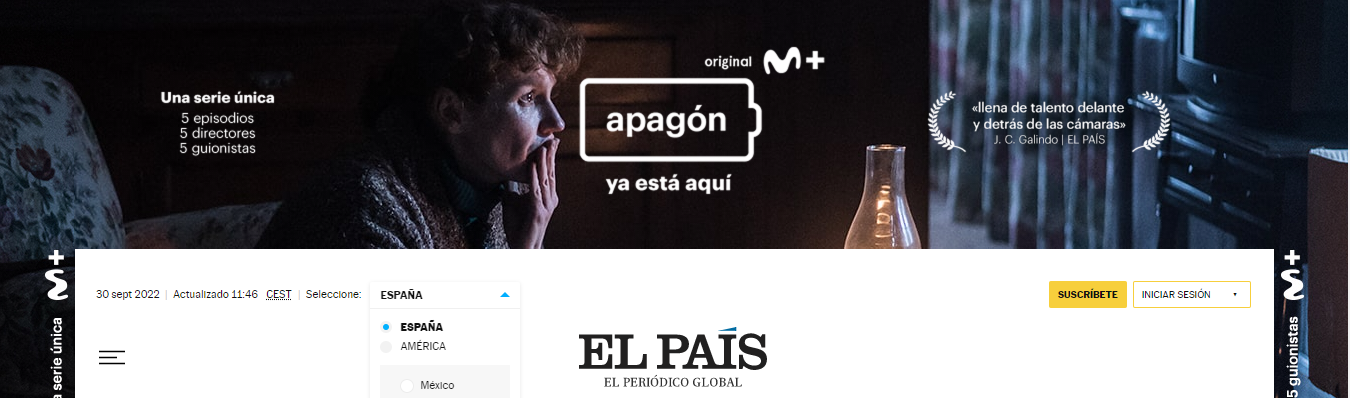 original M+
Una serie única
5 episodios
5 directores
5 guionistas
apagón
ya está aquí
«llena de talento delante
y detrás de las cámaras»
J. C. Galindo | EL PAÍS
30 sept 2022 | Actualizado 11:46 CEST | Seleccione:
ESPAÑA
ESPAÑA
AMÉRICA
México
SUSCRÍBETE
INICIAR SESIÓN
EL PAÍS
EL PERIÓDICO GLOBAL
a serie única
5 guionistas